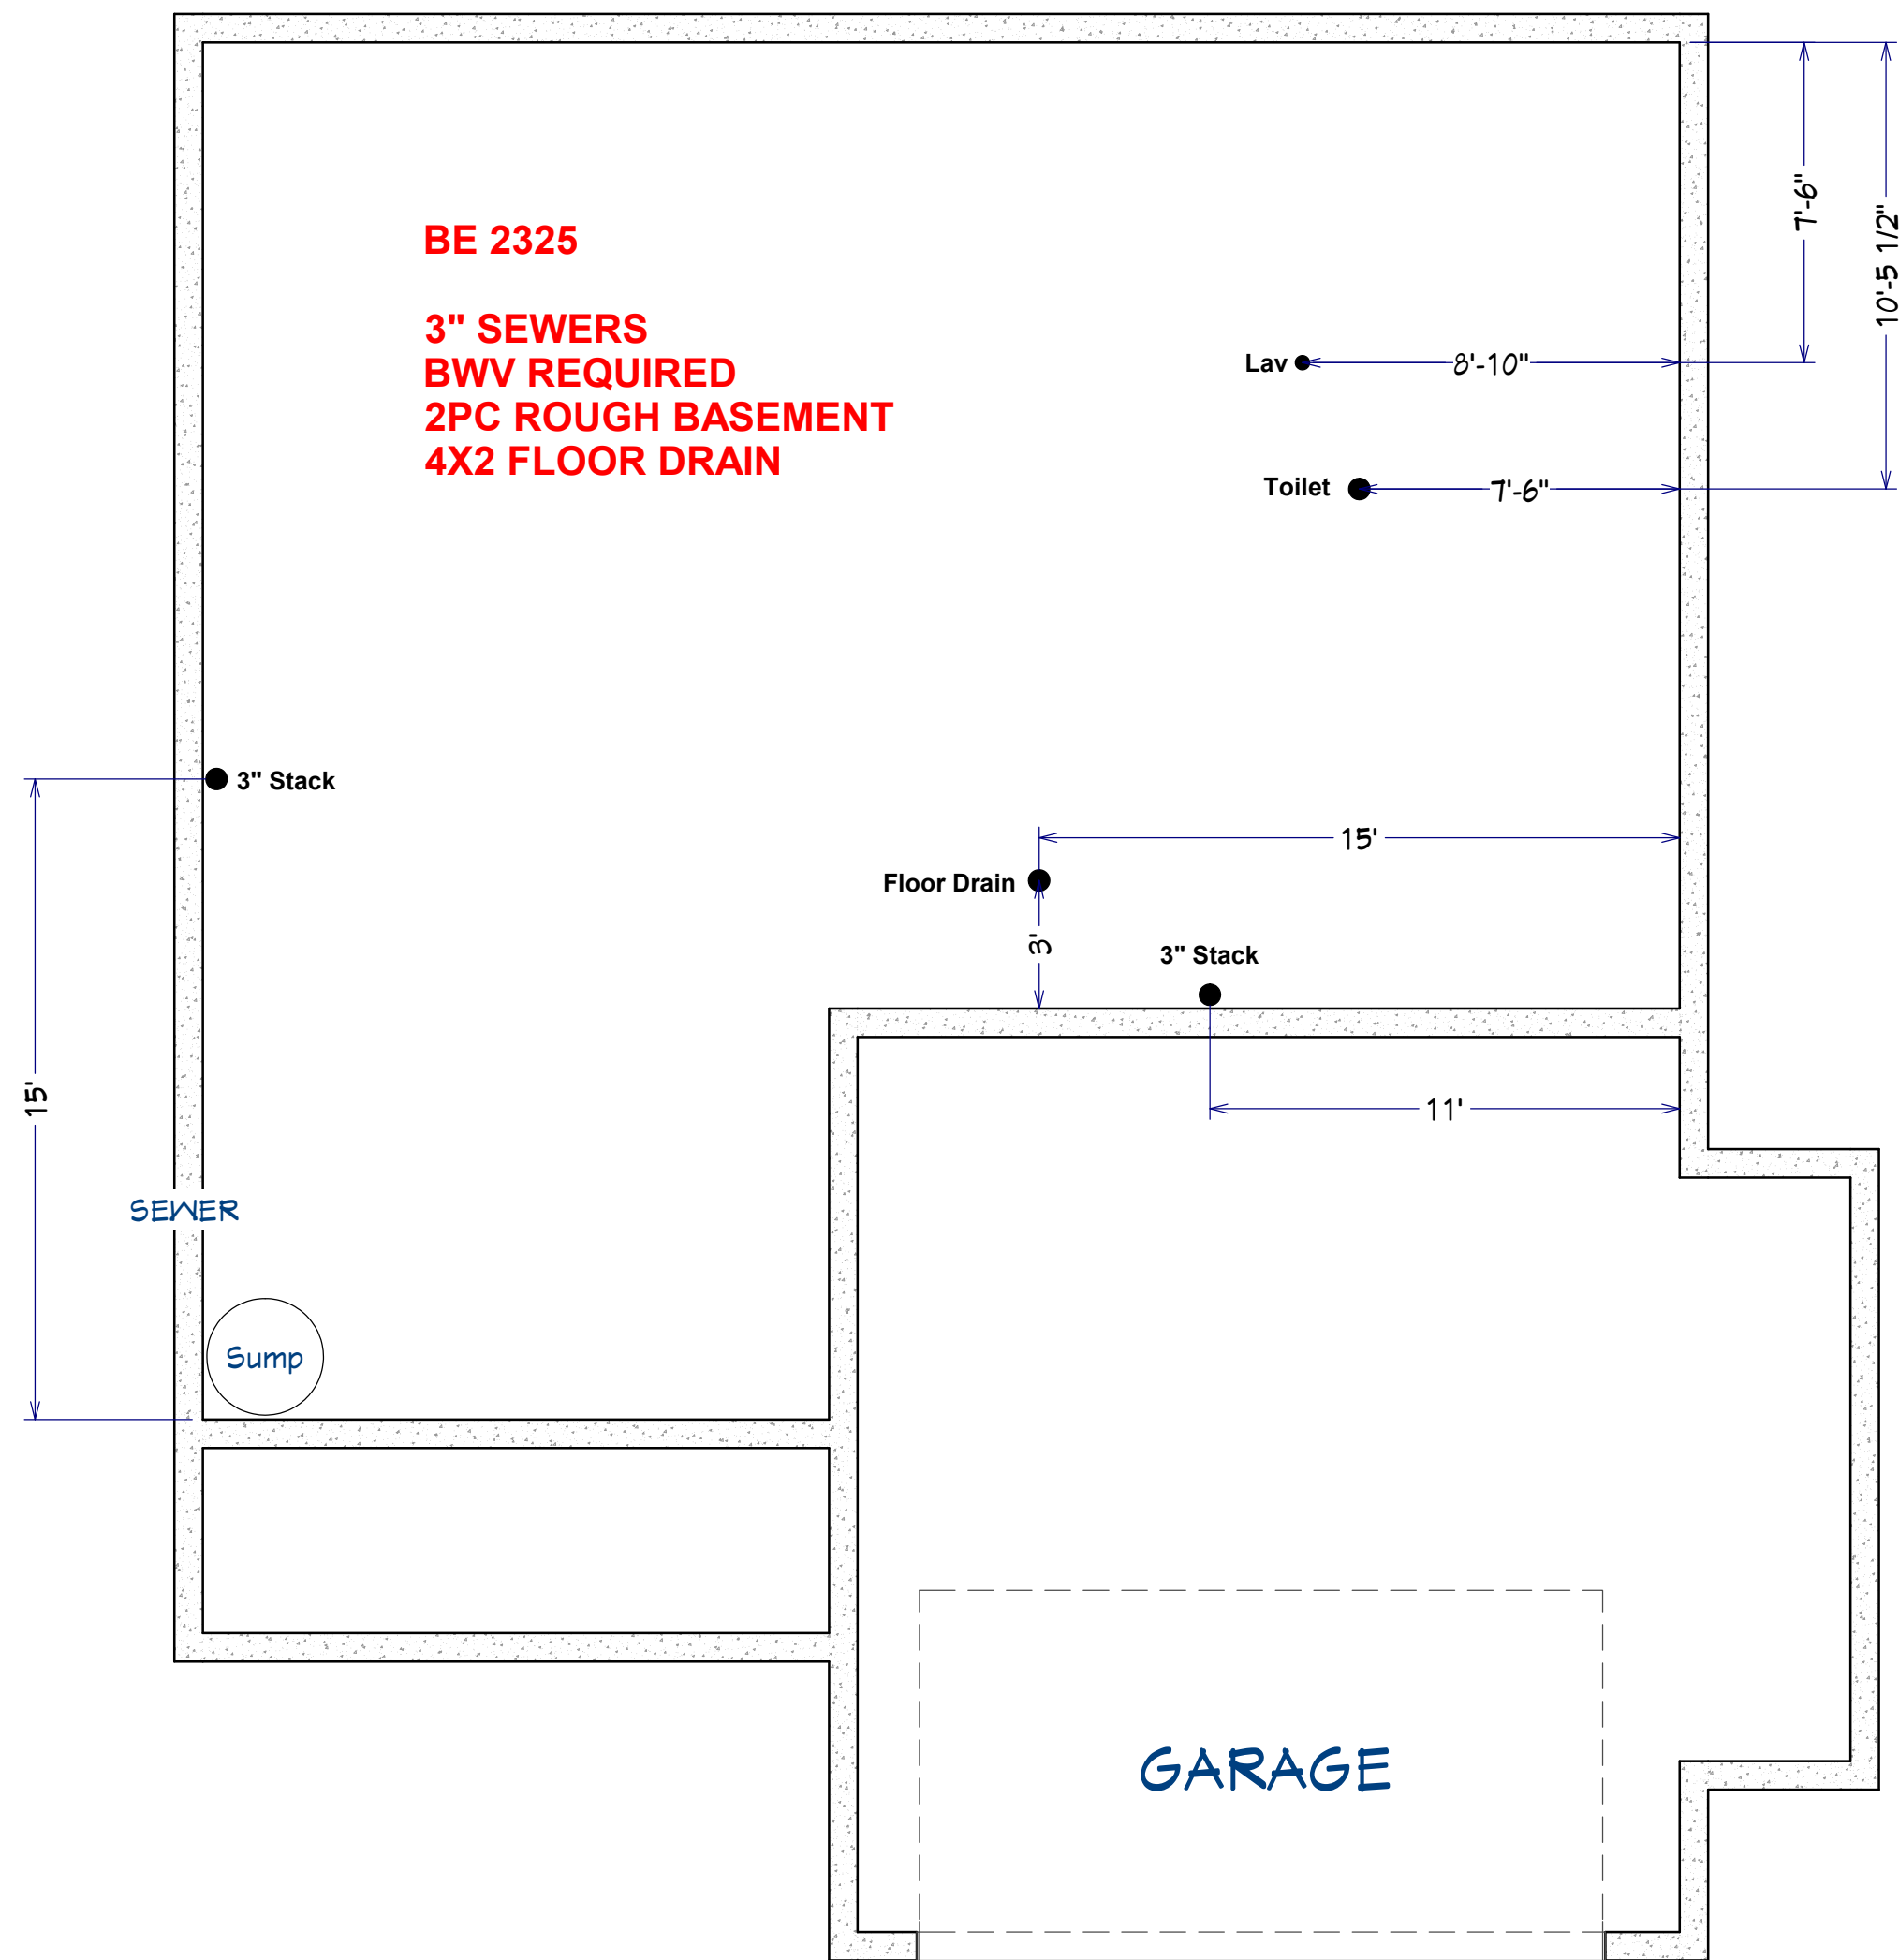 BE 2325
3" SEWERS
BWV REQUIRED
2PC ROUGH BASEMENT
4X2 FLOOR DRAIN
7'-6"
10'-5 1/2"
Lav
8'-10"
Toilet
7'-6"
3" Stack
15'
Floor Drain
3'
3" Stack
15'
11'
SEWER
Sump
GARAGE